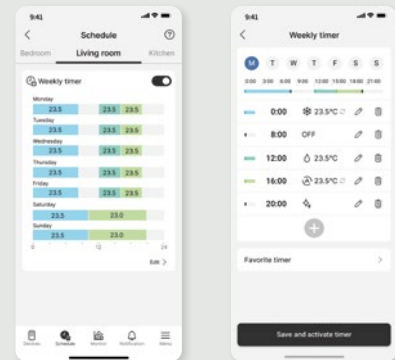 9:41
Schedule
Bedroom Living room Kitchen
Weekly timer
Monday
23.5 23.5 23.5
Tuesday
23.5 23.5 23.5
Wednesday
23.5 23.5 23.5
Thursday
23.5 23.5 23.5
Friday
23.5 23.5 23.5
Saturday
23.5 23.0
Sunday
23.5 23.0
0 12 24
Edit
Devices Schedule Monitor Notification Menu
9:41
Weekly timer
M T W T F S S
0:00 3:00 6:00 9:00 12:00 15:00 18:00 21:00
0:00 23.5°C
8:00 OFF
12:00 23.5°C
16:00 A 23.5°C
20:00
Favorite timer
Save and activate timer